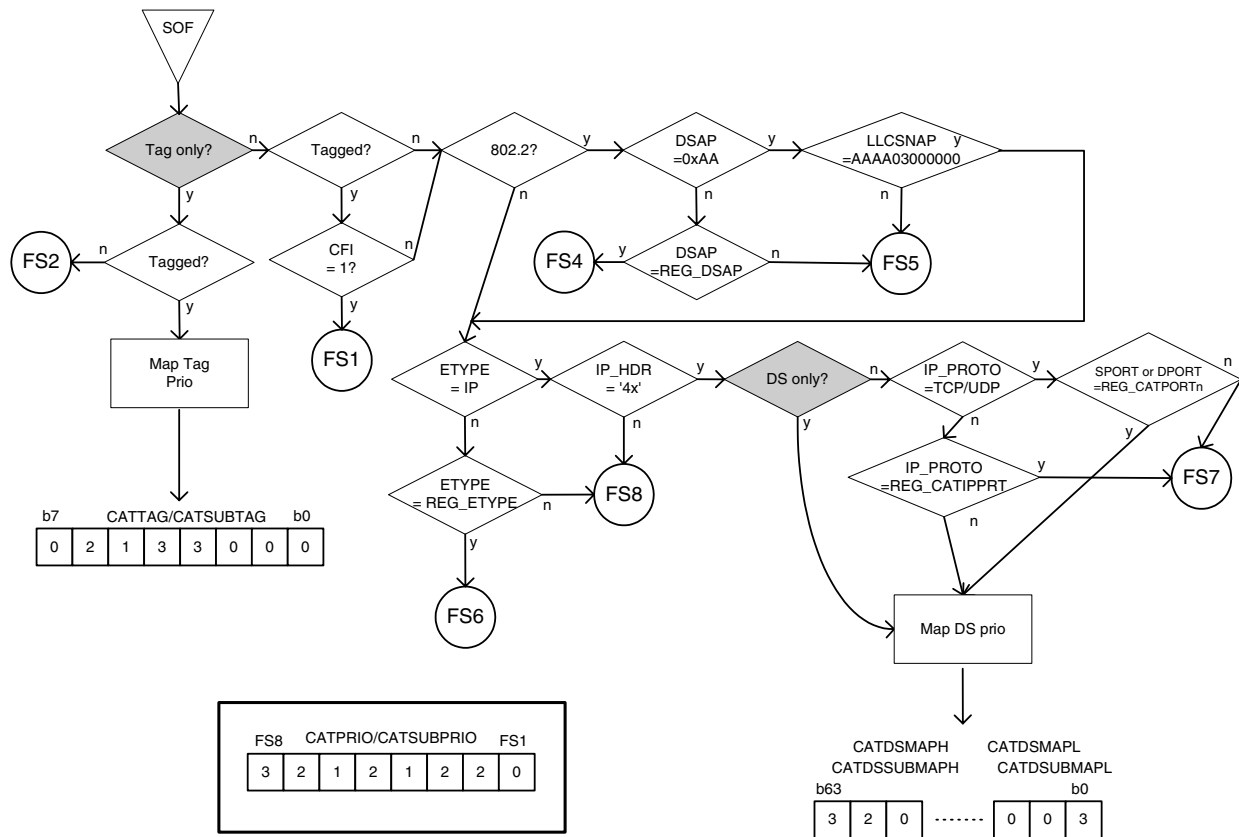 SOF
Tag only?
n
y
Tagged?
n
y
802.2?
y
n
DSAP
=0xAA
y
n
LLCSNAP
=AAAA03000000
y
n
Tagged?
n
y
FS2
CFI
= 1?
n
y
FS4
DSAP
=REG_DSAP
y
n
FS5
FS1
Map Tag
Prio
ETYPE
= IP
y
n
IP_HDR
= '4x'
y
n
DS only?
n
y
IP_PROTO
=TCP/UDP
y
n
SPORT or DPORT
=REG_CATPORTn
n
y
ETYPE
= REG_ETYPE
n
y
FS8
IP_PROTO
=REG_CATIPPRT
y
n
FS7
b7 CATTAG/CATSUBTAG b0
0 2 1 3 3 0 0 0
FS6
Map DS prio
FS8 CATPRIO/CATSUBPRIO FS1
3 2 1 2 1 2 2 0
CATDSMAPH CATDSMAPL
CATDSSUBMAPH CATDSUBMAPL
b63 b0
3 2 0 ------- 0 0 3